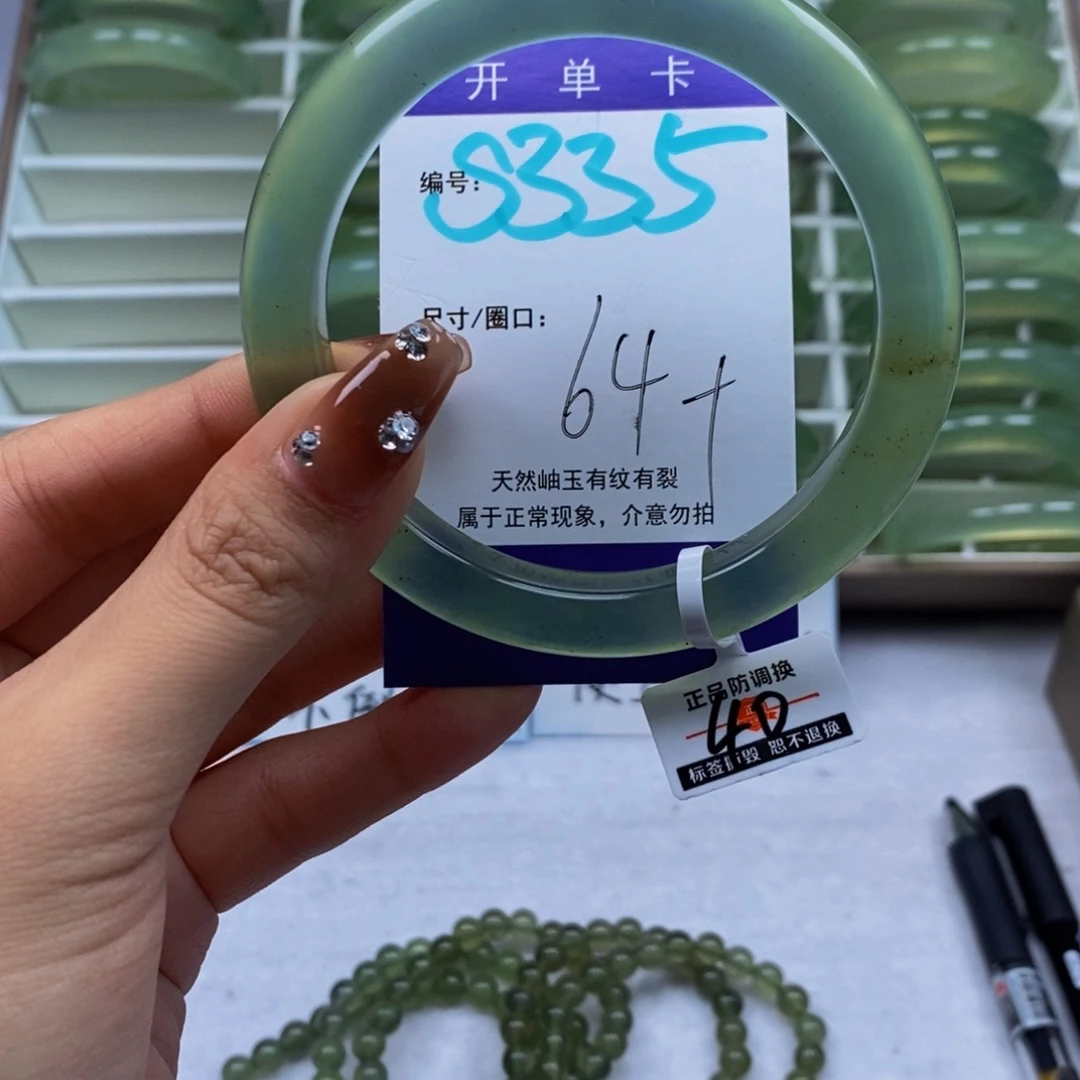 开单卡
编号: 8335
尺寸/圈口: 64+
天然岫玉有纹有裂
属于正常现象，介意勿拍
正品防调换
40
标签撕毁 恕不退换